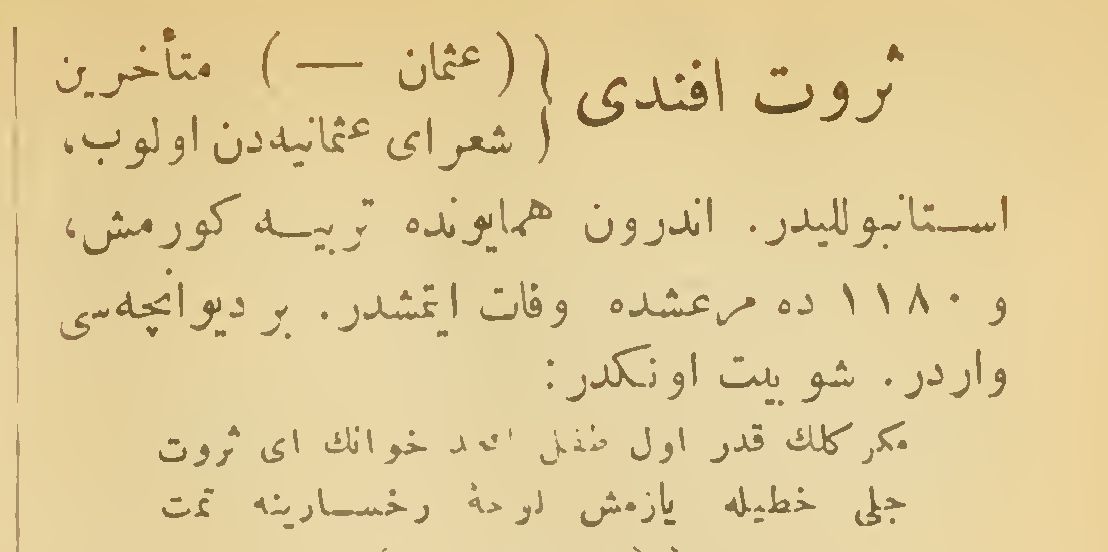 ثروت افندی { ( عثمان — ) متأخرین
شعرای عثمانیه‌دن اولوب،
استانبوللیدر. اندرون همایونده تربیه کورمش،
و ۱۱۸۰ ده مرعشده وفات ایتمشدر. بر دیوانچه‌سی
واردر. شو بیت اونکدر:
مکر کلك قدر اول طفل ابجد خوانك ای ثروت
جلی خطیله یازمش لوحهٔ رخسارینه تمت